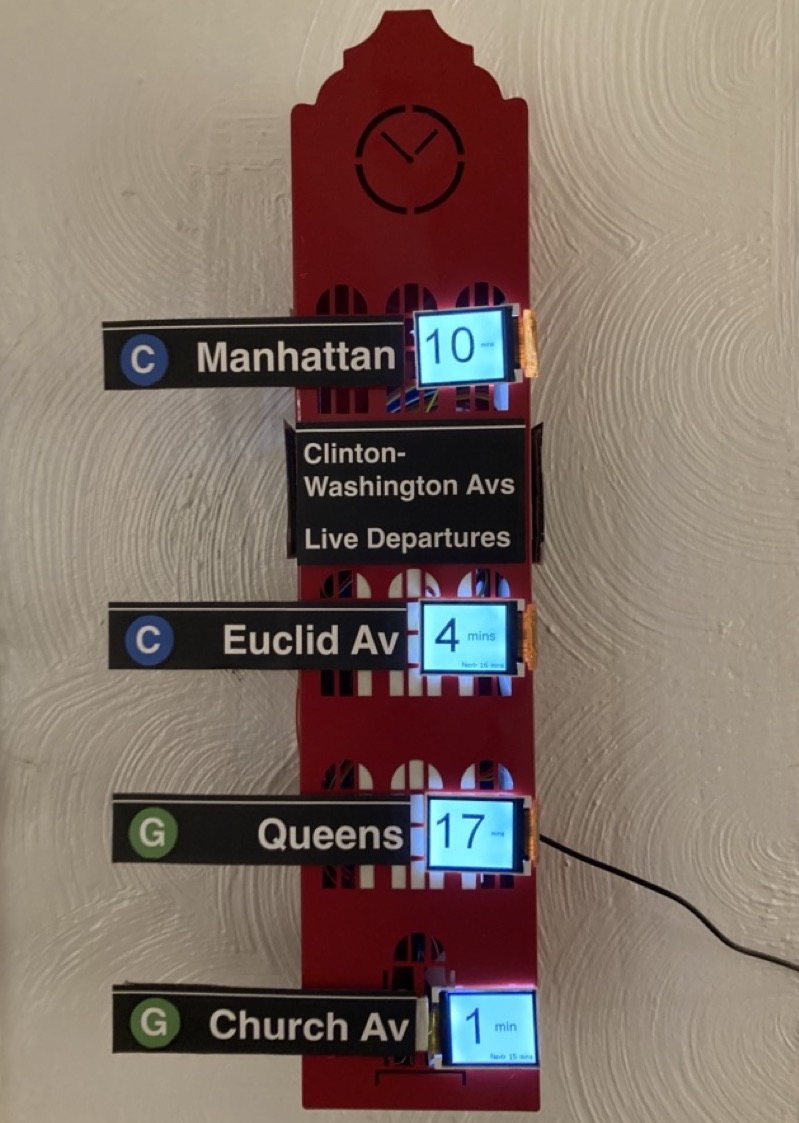 C Manhattan 10 mins
Clinton-
Washington Avs
Live Departures
C Euclid Av 4 mins
Next: 16 mins
G Queens 17 mins
G Church Av 1 min
Next: 15 mins